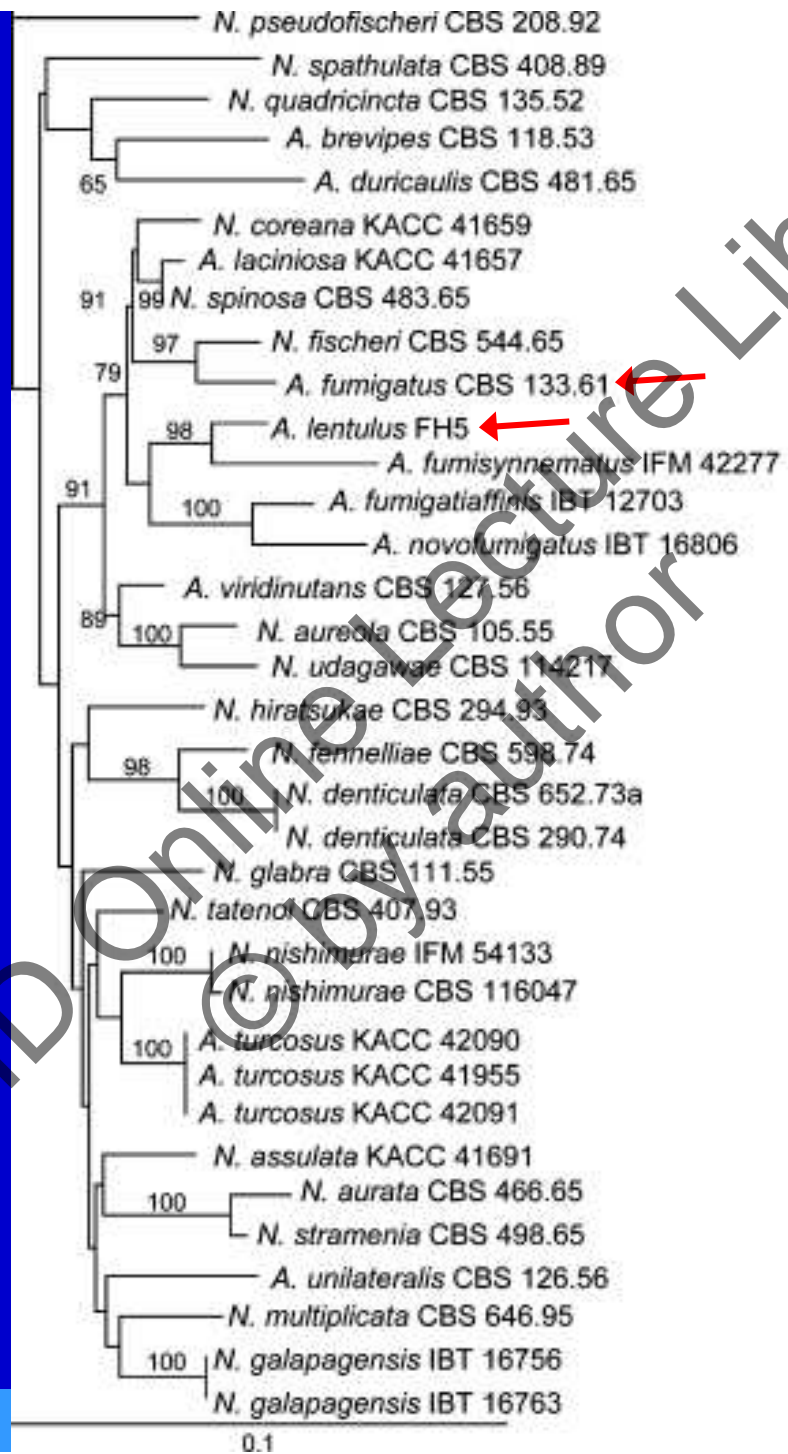 N. pseudofischeri CBS 208.92
N. spathulata CBS 408.89
N. quadricincta CBS 135.52
A. brevipes CBS 118.53
65
A. duricaulis CBS 481.65
N. coreana KACC 41659
A. laciniosa KACC 41657
91
99
N. spinosa CBS 483.65
97
N. fischeri CBS 544.65
79
A. fumigatus CBS 133.61
98
A. lentulus FH5
A. fumisynnematus IFM 42277
91
100
A. fumigatiaffinis IBT 12703
A. novofumigatus IBT 16806
A. viridinutans CBS 127.56
89
100
N. aureola CBS 105.55
N. udagawae CBS 114217
N. hiratsukae CBS 294.93
98
N. fennelliae CBS 598.74
100
N. denticulata CBS 652.73a
N. denticulata CBS 290.74
N. glabra CBS 111.55
N. tatenoi CBS 407.93
100
N. nishimurae IFM 54133
N. nishimurae CBS 116047
100
A. turcosus KACC 42090
A. turcosus KACC 41955
A. turcosus KACC 42091
N. assulata KACC 41691
100
N. aurata CBS 466.65
N. stramenia CBS 498.65
A. unilateralis CBS 126.56
N. multiplicata CBS 646.95
100
N. galapagensis IBT 16756
N. galapagensis IBT 16763
0.1
Online Lecture
© by author